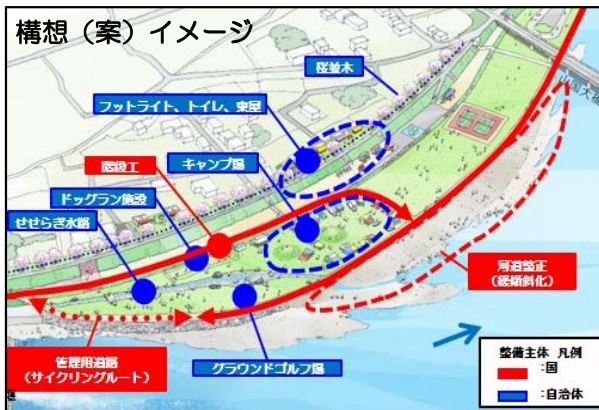 構想（案）イメージ
桜並木
フットライト、トイレ、東屋
階段工
キャンプ場
ドッグラン施設
せせらぎ水路
河道整正
（緩傾斜化）
管理用道路
（サイクリングルート）
グラウンドゴルフ場
整備主体 凡例
:国
:自治体